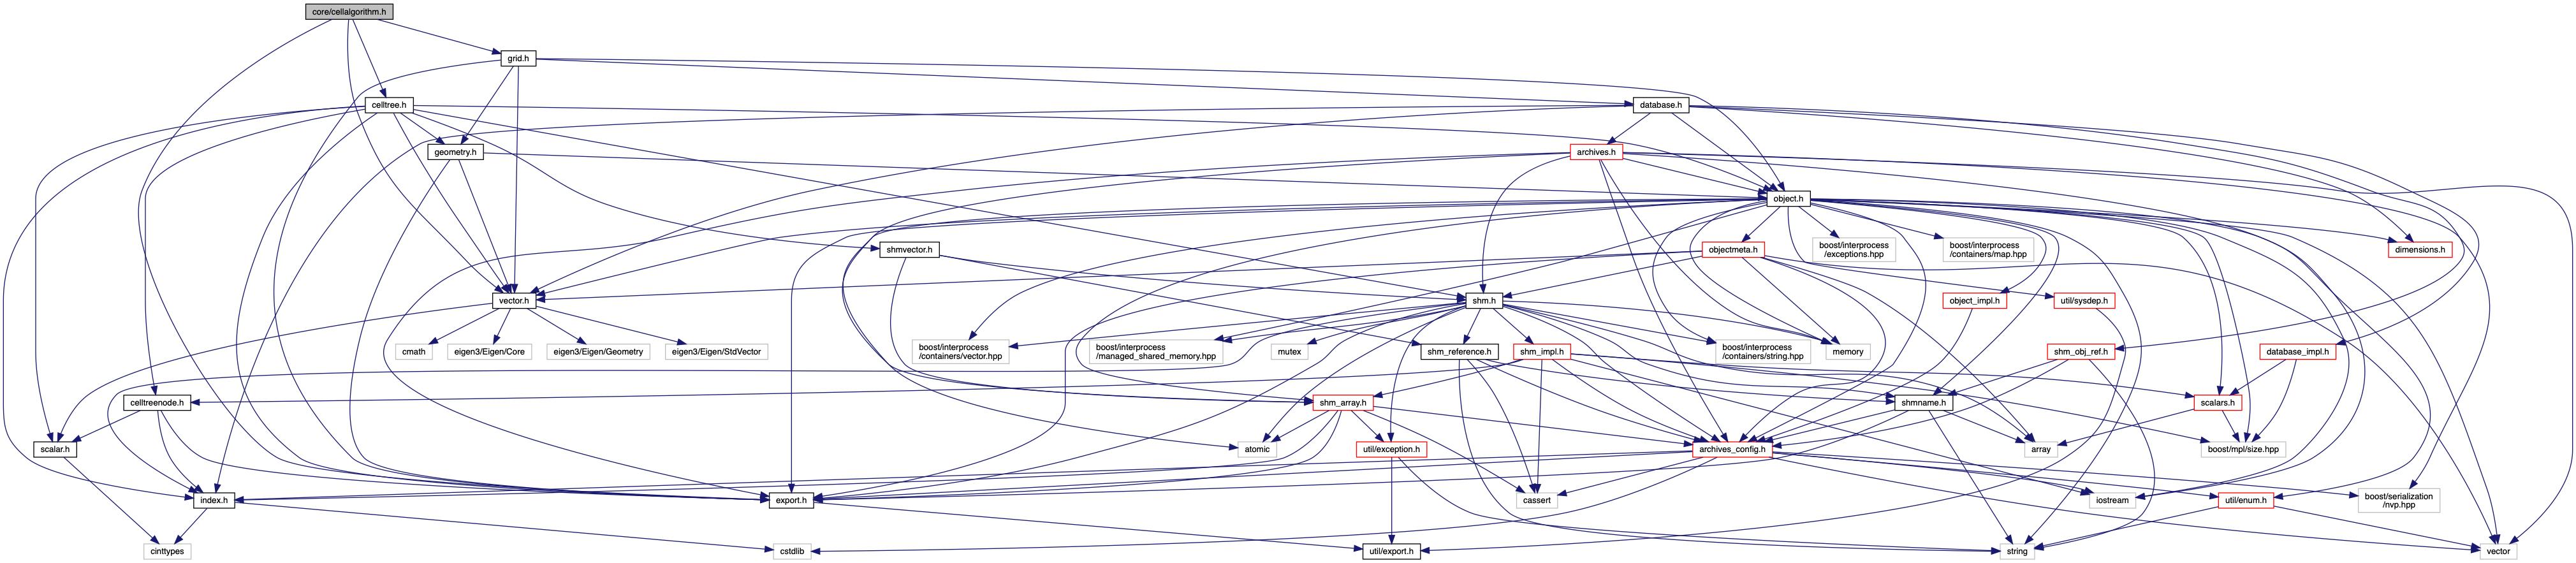 core/cellalgorithm.h
grid.h
celltree.h
database.h
geometry.h
archives.h
object.h
shmvector.h
objectmeta.h
boost/interprocess
/exceptions.hpp
boost/interprocess
/containers/map.hpp
dimensions.h
vector.h
shm.h
object_impl.h
util/sysdep.h
cmath
eigen3/Eigen/Core
eigen3/Eigen/Geometry
eigen3/Eigen/StdVector
boost/interprocess
/containers/vector.hpp
boost/interprocess
/managed_shared_memory.hpp
mutex
shm_reference.h
shm_impl.h
boost/interprocess
/containers/string.hpp
memory
shm_obj_ref.h
database_impl.h
celltreenode.h
shm_array.h
shmname.h
scalars.h
scalar.h
atomic
util/exception.h
archives_config.h
array
boost/mpl/size.hpp
index.h
export.h
cassert
iostream
util/enum.h
boost/serialization
/nvp.hpp
cinttypes
cstdlib
util/export.h
string
vector